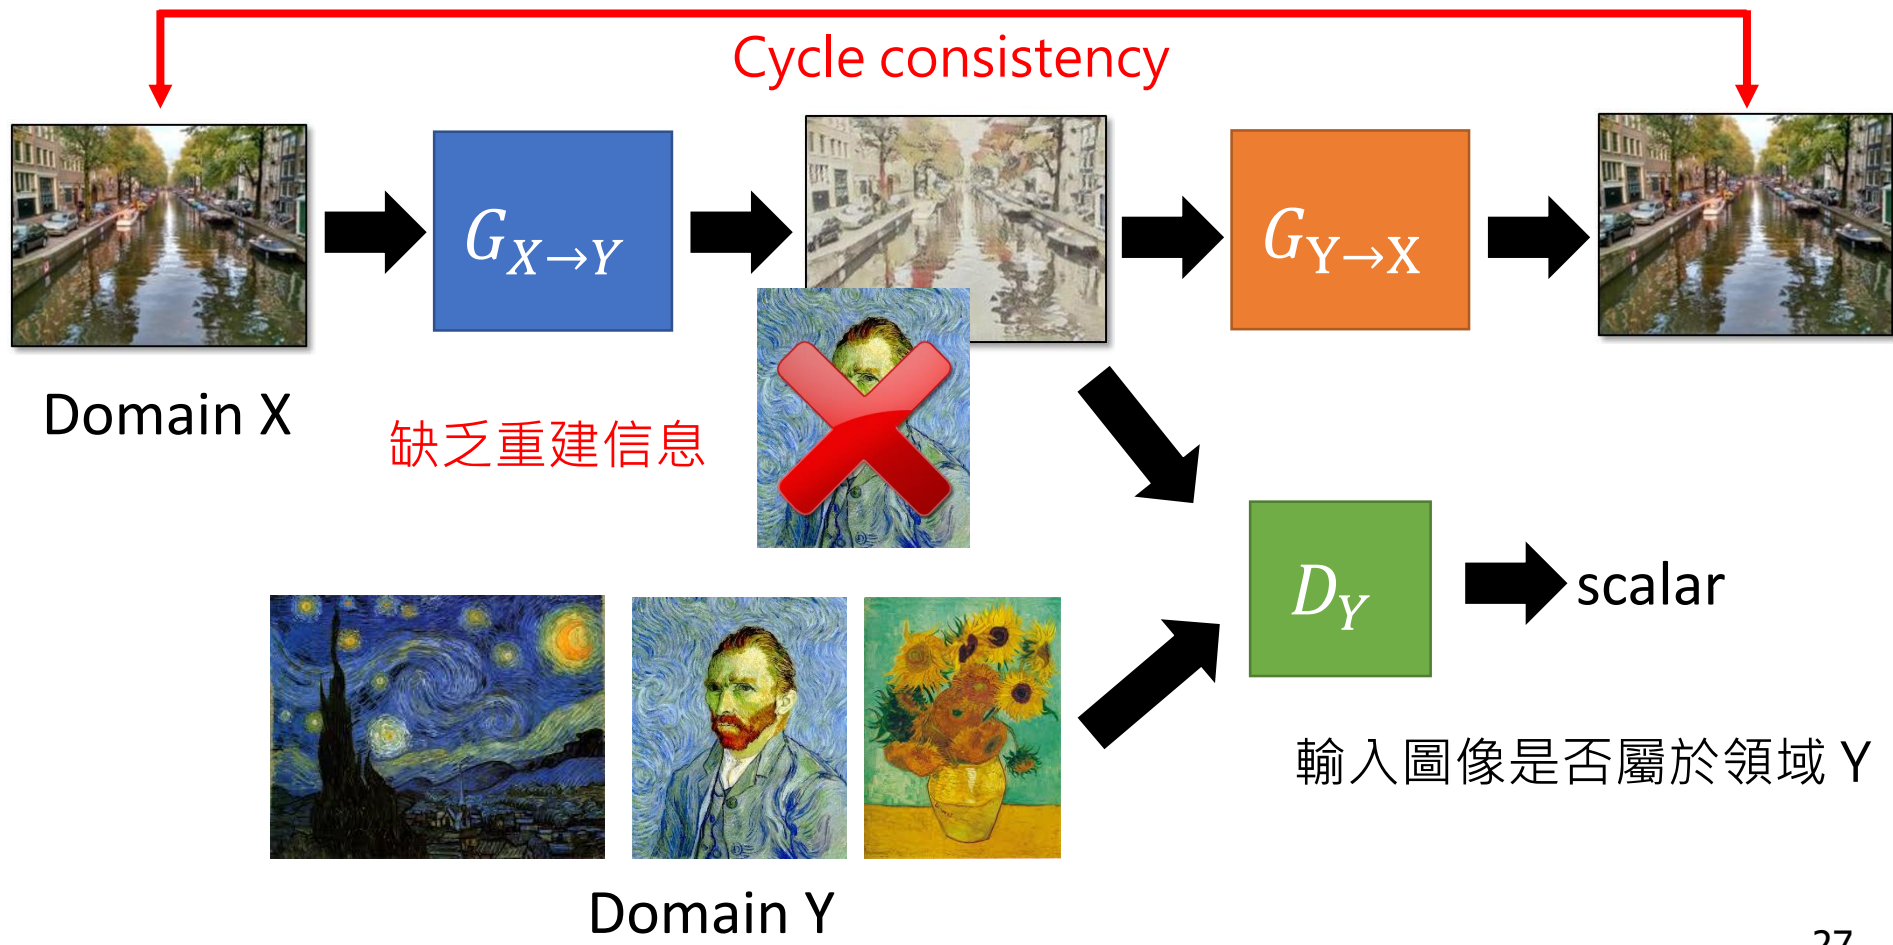 Cycle consistency
G_{X→Y}
G_{Y→X}
Domain X
缺乏重建信息
D_Y
scalar
輸入圖像是否屬於領域 Y
Domain Y
27